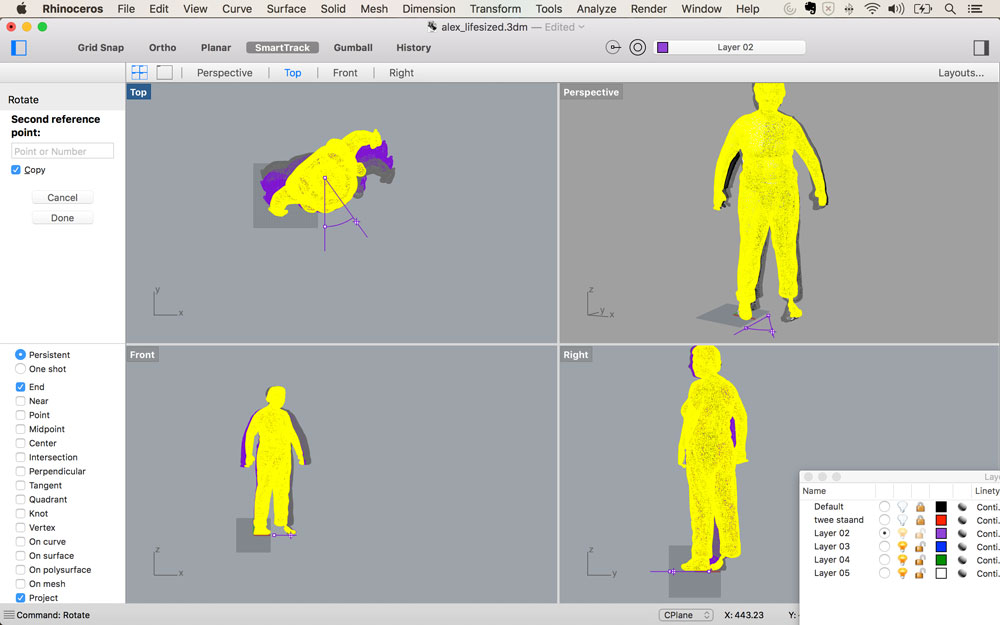 Rhinoceros File Edit View Curve Surface Solid Mesh Dimension Transform Tools Analyze Render Window Help
alex_lifesized.3dm — Edited
Grid Snap Ortho Planar SmartTrack Gumball History Layer 02
Perspective Top Front Right Layouts...
Rotate
Second reference
point:
Point or Number
Copy
Cancel
Done
Top
y
x
Perspective
z
y
x
Front
z
x
Right
z
y
Persistent
One shot
End
Near
Point
Midpoint
Center
Intersection
Perpendicular
Tangent
Quadrant
Knot
Vertex
On curve
On surface
On polysurface
On mesh
Project
Laye
Name Linety
Default Conti...
twee staand Conti...
Layer 02 Conti...
Layer 03 Conti...
Layer 04 Conti...
Layer 05 Conti...
Command: Rotate CPlane X: 443.23 Y: